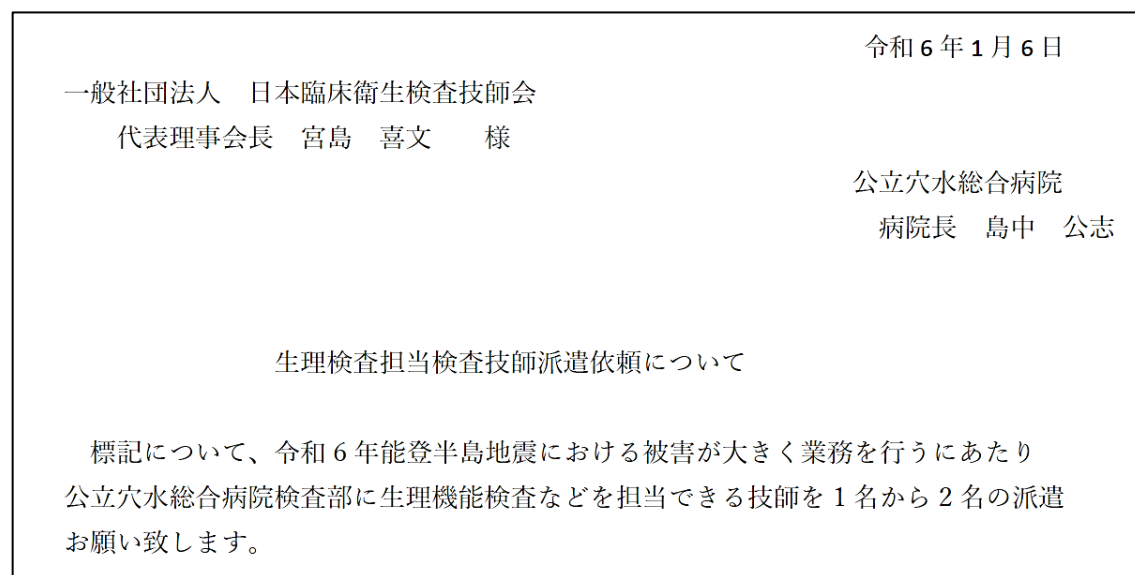 令和 6 年 1 月 6 日
一般社団法人　日本臨床衛生検査技師会
代表理事会長　宮島　喜文　　様
公立穴水総合病院
病院長　島中　公志
生理検査担当検査技師派遣依頼について
標記について、令和 6 年能登半島地震における被害が大きく業務を行うにあたり
公立穴水総合病院検査部に生理機能検査などを担当できる技師を 1 名から 2 名の派遣
お願い致します。